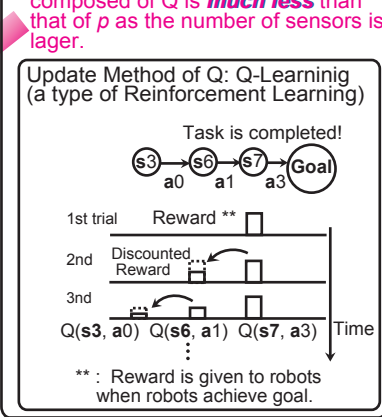 composed of Q is much less than
that of p as the number of sensors is
lager.
Update Method of Q: Q-Learninig
(a type of Reinforcement Learning)
Task is completed!
s3 s6 s7 Goal
a0 a1 a3
1st trial Reward **
2nd Discounted
Reward
3nd
Q(s3, a0) Q(s6, a1) Q(s7, a3) Time
⋮
** : Reward is given to robots
when robots achieve goal.